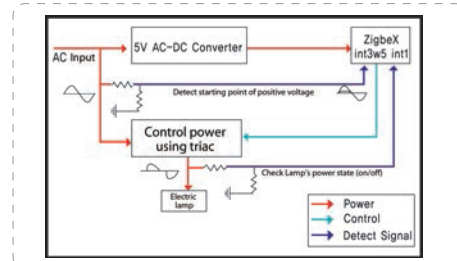 5V AC-DC Converter
ZigbeX
int3w5 int1
AC Input
Detect starting point of positive voltage
Control power
using triac
Check Lamp's power state (on/off)
Electric
lamp
Power
Control
Detect Signal